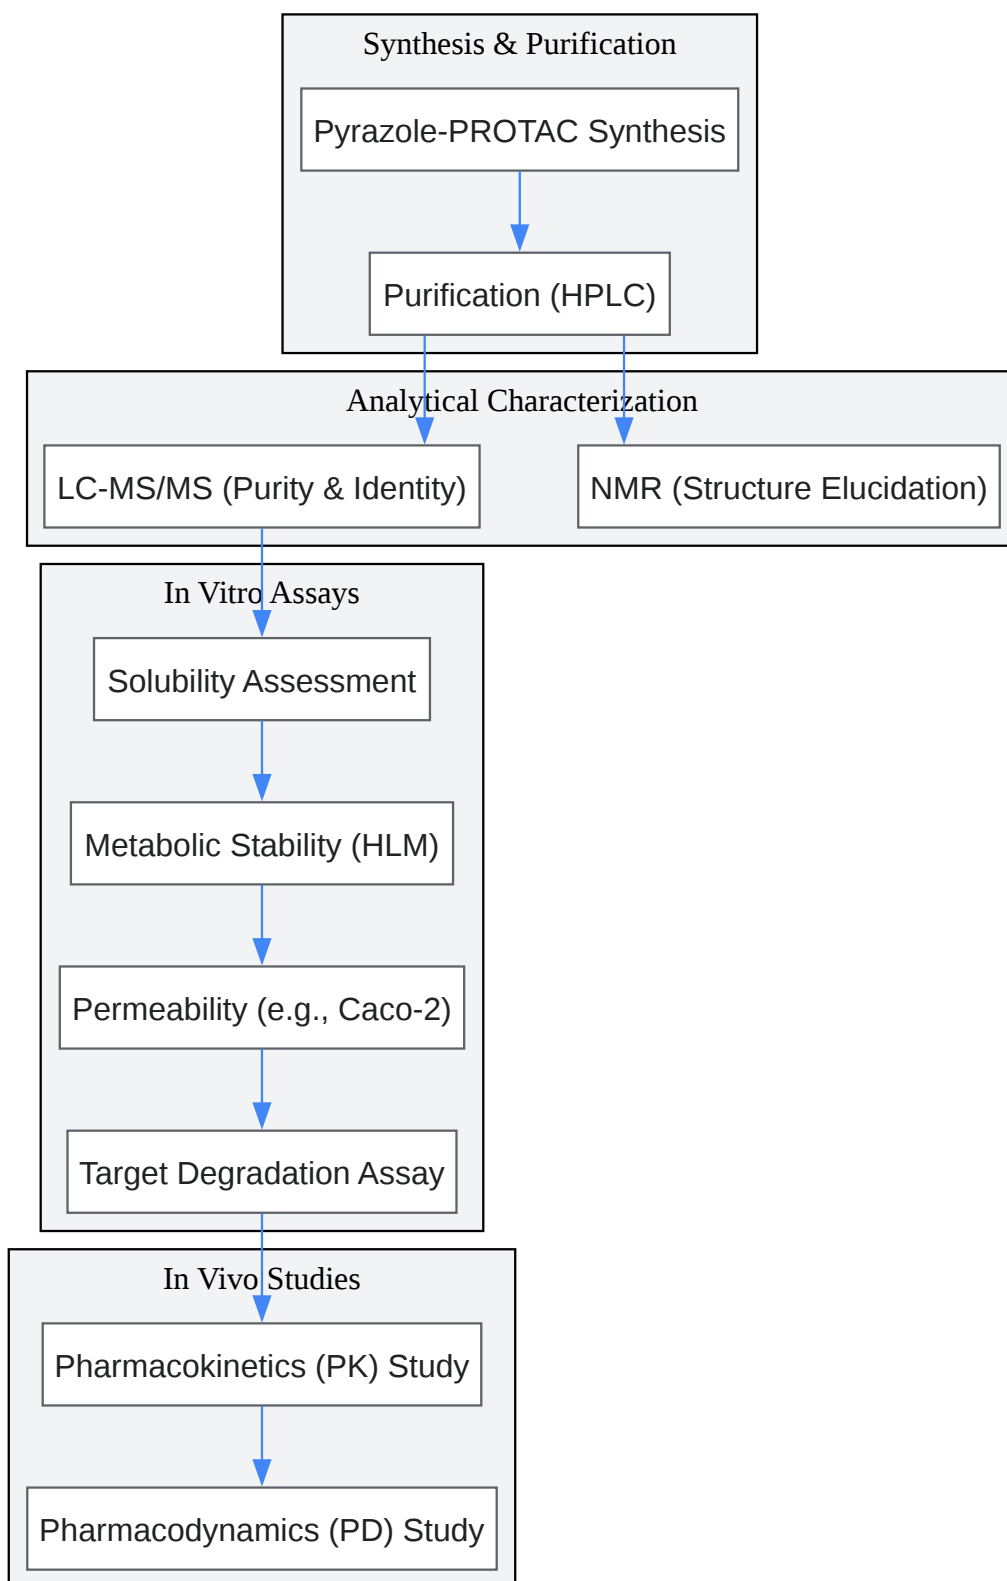 Synthesis & Purification
Pyrazole-PROTAC Synthesis
Purification (HPLC)
Analytical Characterization
LC-MS/MS (Purity & Identity)
NMR (Structure Elucidation)
In Vitro Assays
Solubility Assessment
Metabolic Stability (HLM)
Permeability (e.g., Caco-2)
Target Degradation Assay
In Vivo Studies
Pharmacokinetics (PK) Study
Pharmacodynamics (PD) Study